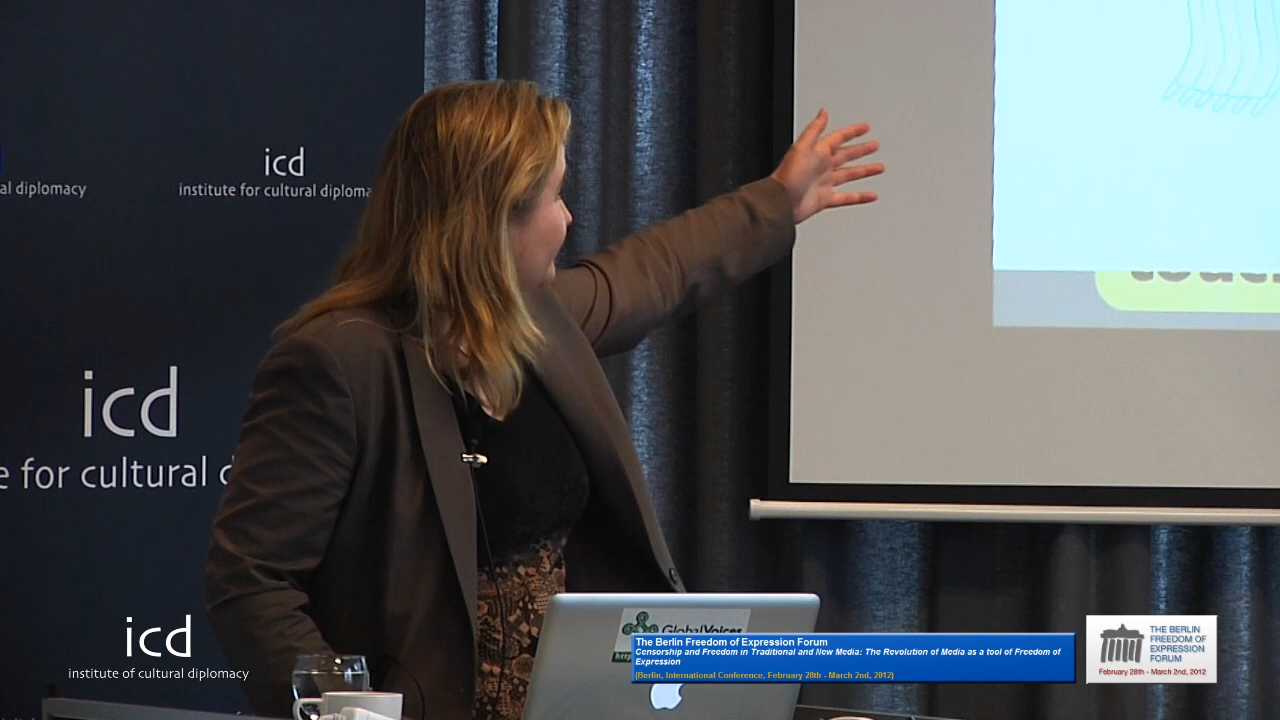 al diplomacy
icd
institute for cultural diploma
icd
e for cultural d
icd
institute of cultural diplomacy
GlobalVoices
The Berlin Freedom of Expression Forum
Censorship and Freedom in Traditional and New Media: The Revolution of Media as a tool of Freedom of
Expression
(Berlin, International Conference, February 28th - March 2nd, 2012)
THE BERLIN
FREEDOM OF
EXPRESSION
FORUM
February 28th - March 2nd, 2012